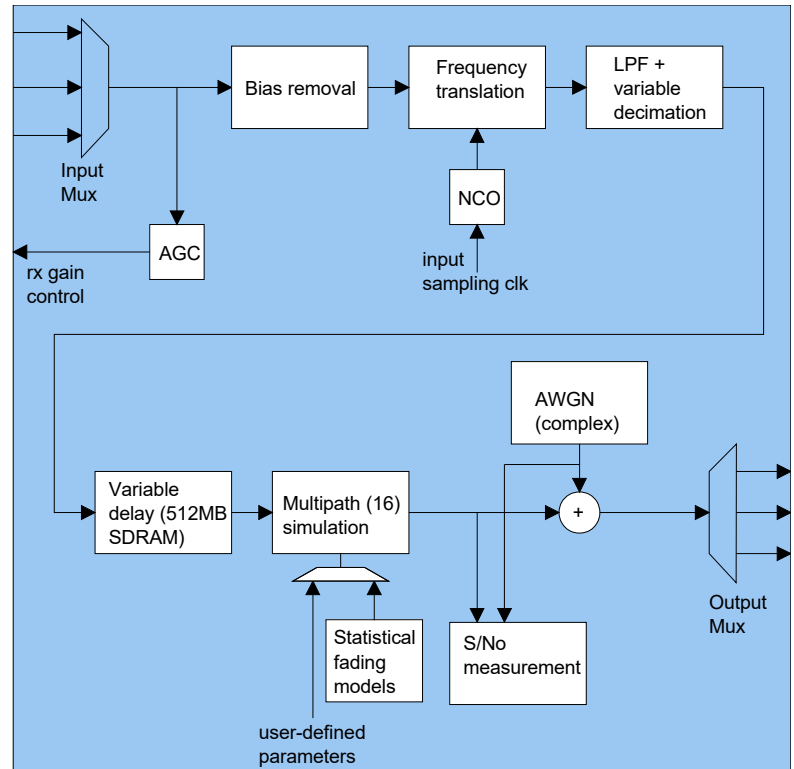 Input
Mux
Bias removal
Frequency
translation
LPF +
variable
decimation
NCO
AGC
rx gain
control
input
sampling clk
AWGN
(complex)
Variable
delay (512MB
SDRAM)
Multipath (16)
simulation
+
Output
Mux
Statistical
fading
models
S/No
measurement
user-defined
parameters